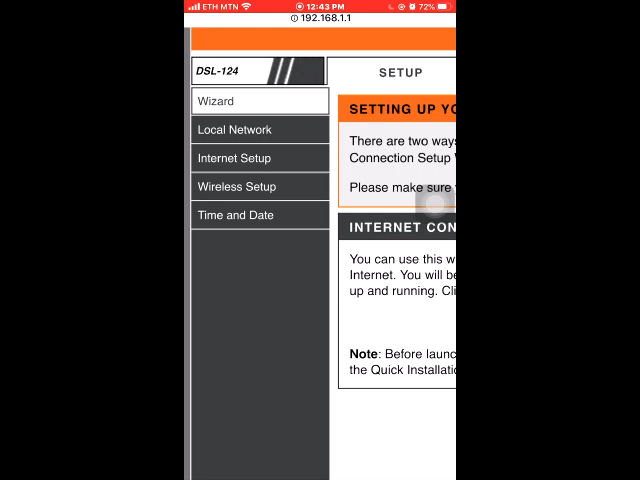 ETH MTN 12:43 PM 72%
192.168.1.1
DSL-124
SETUP
Wizard
Local Network
Internet Setup
Wireless Setup
Time and Date
SETTING UP YO
There are two ways
Connection Setup
Please make sure
INTERNET CON
You can use this w
Internet. You will be
up and running. Cli
Note: Before launc
the Quick Installatio